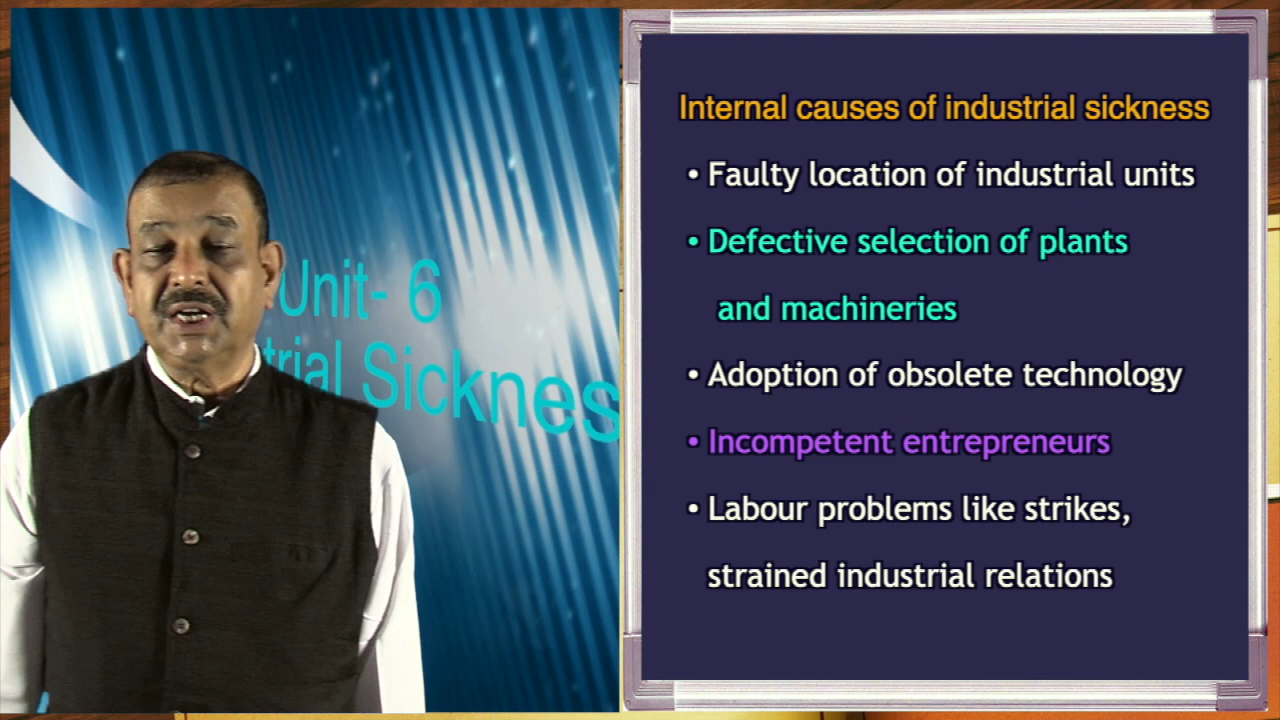 Unit- 6
Sicknes
Internal causes of industrial sickness
• Faulty location of industrial units
• Defective selection of plants
and machineries
• Adoption of obsolete technology
• Incompetent entrepreneurs
• Labour problems like strikes,
strained industrial relations